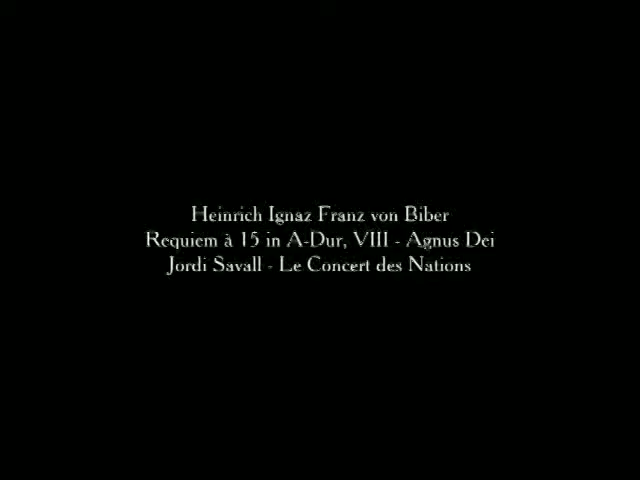 Heinrich Ignaz Franz von Biber
Requiem à 15 in A-Dur, VIII - Agnus Dei
Jordi Savall - Le Concert des Nations